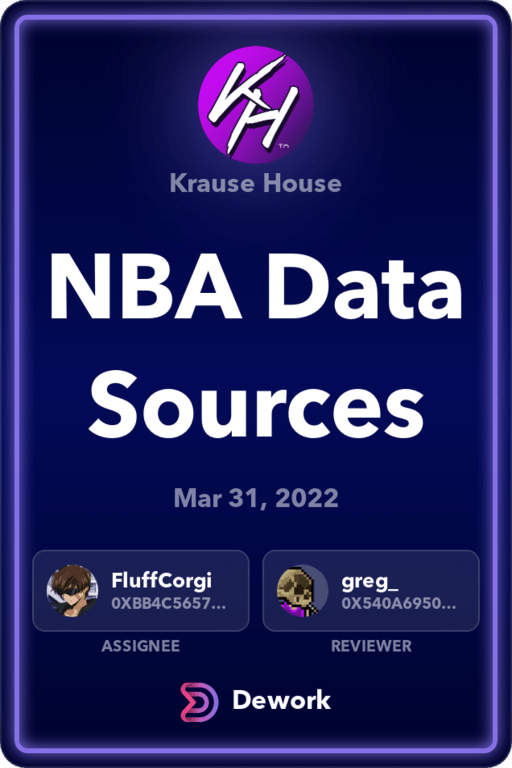 KH
TM
Krause House
NBA Data
Sources
Mar 31, 2022
FluffCorgi
0XBB4C5657...
ASSIGNEE
greg_
0X540A6950...
REVIEWER
Dework